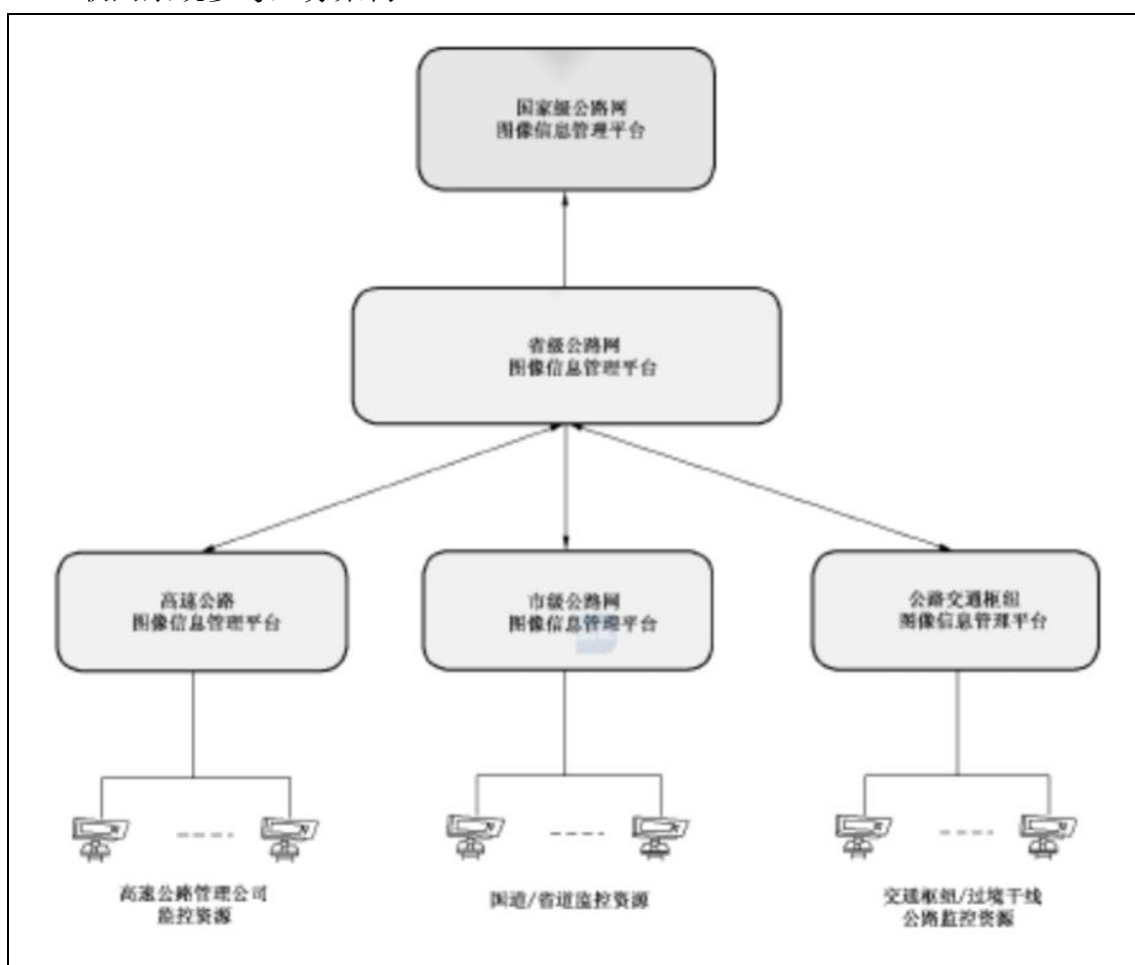 国家级公路网
图像信息管理平台
省级公路网
图像信息管理平台
高速公路
图像信息管理平台
市级公路网
图像信息管理平台
公路交通枢纽
图像信息管理平台
高速公路管理公司
监控资源
国道/省道监控资源
交通枢纽/过境干线
公路监控资源